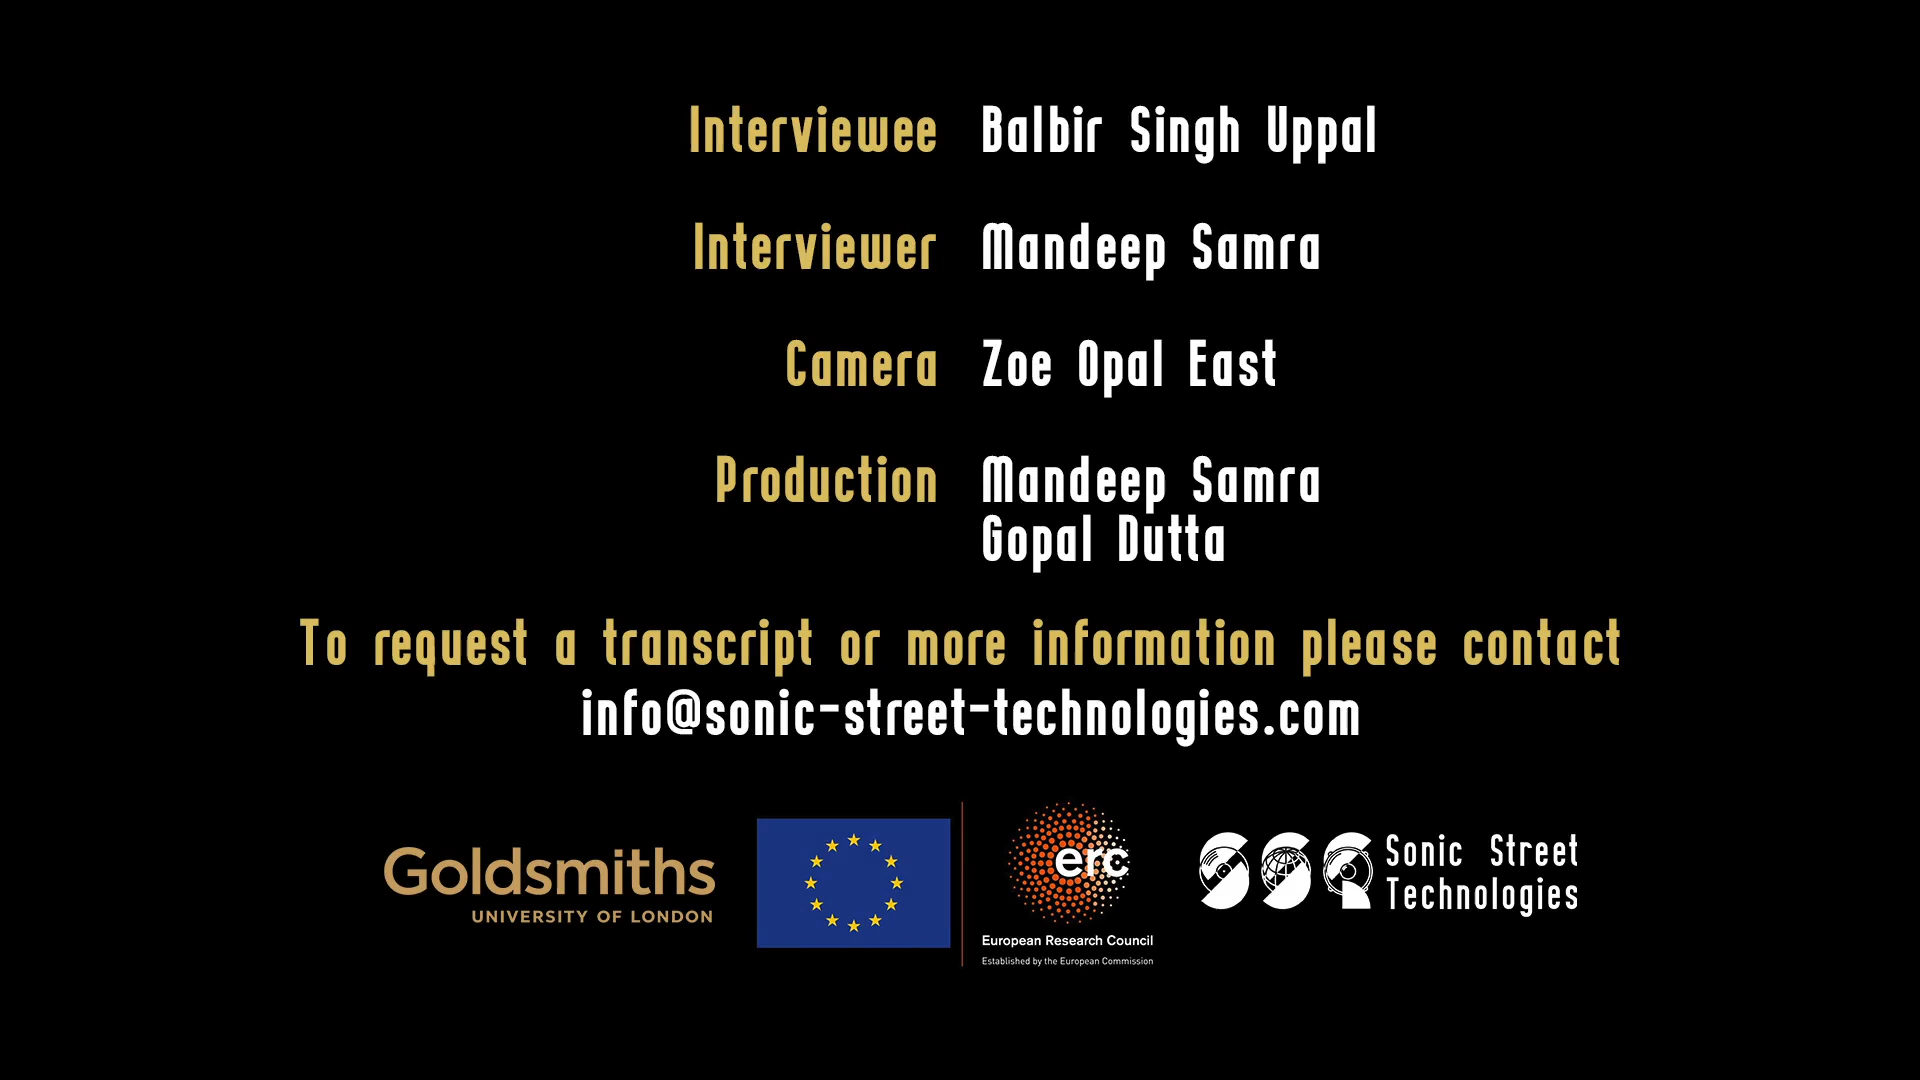 Interviewee Balbir Singh Uppal
Interviewer Mandeep Samra
Camera Zoe Opal East
Production Mandeep Samra
Gopal Dutta
To request a transcript or more information please contact
info@sonic-street-technologies.com
Goldsmiths
UNIVERSITY OF LONDON
erc
European Research Council
Established by the European Commission
SST Sonic Street
Technologies